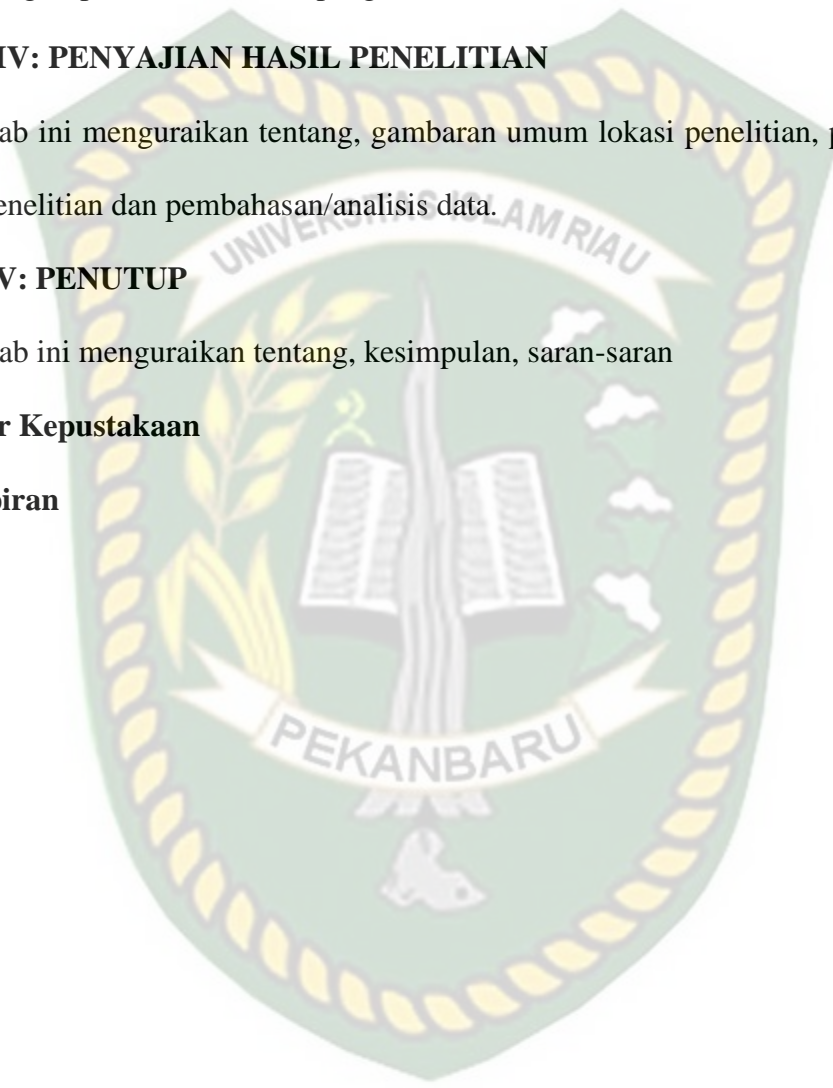 IV: PENYAJIAN HASIL PENELITIAN
ab ini menguraikan tentang, gambaran umum lokasi penelitian, p
enelitian dan pembahasan/analisis data.
UNIVERSITAS ISLAM RIAU
V: PENUTUP
ab ini menguraikan tentang, kesimpulan, saran-saran
r Kepustakaan
iran
PEKANBARU